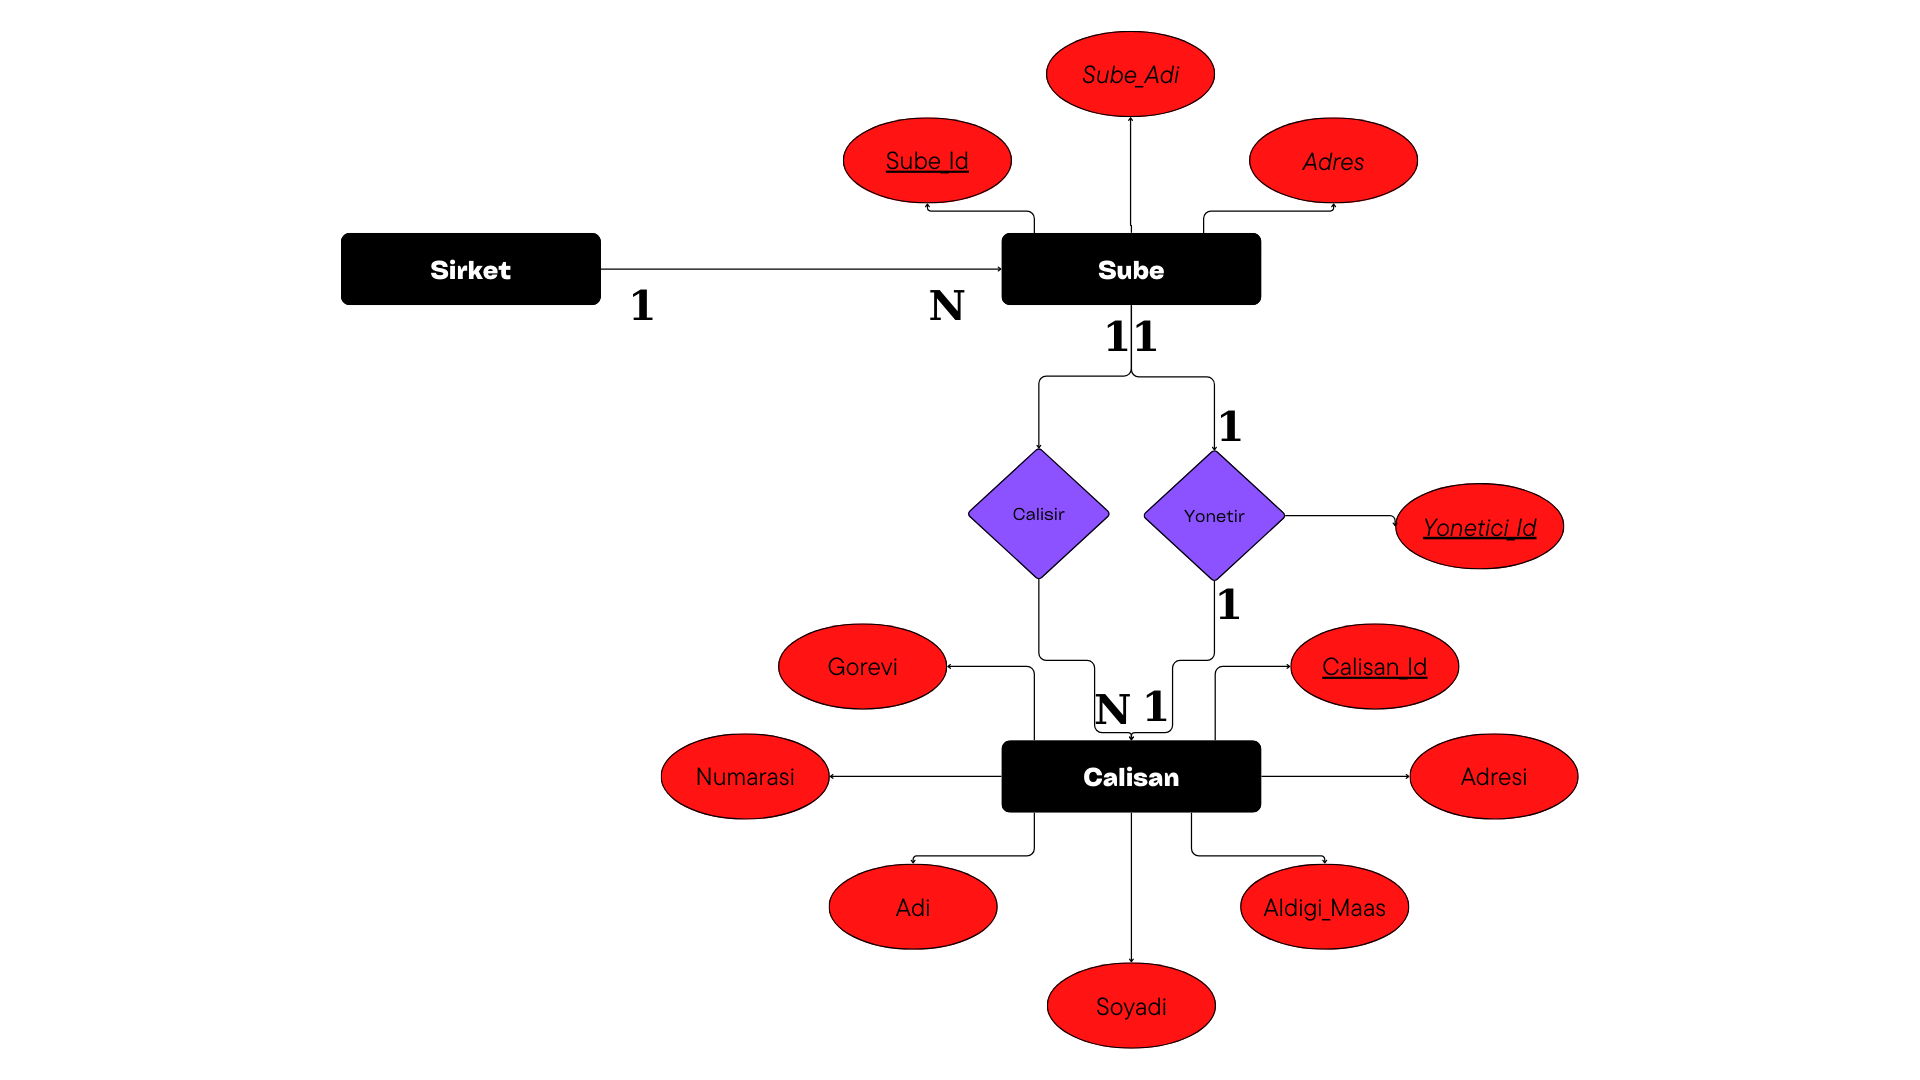 Sube_Adi
Sube_Id
Adres
Sirket
Sube
1
N
1 1
1
Calisir
Yonetir
Yonetici_Id
1
Gorevi
Calisan_Id
N 1
Numarasi
Calisan
Adresi
Adi
Aldigi_Maas
Soyadi